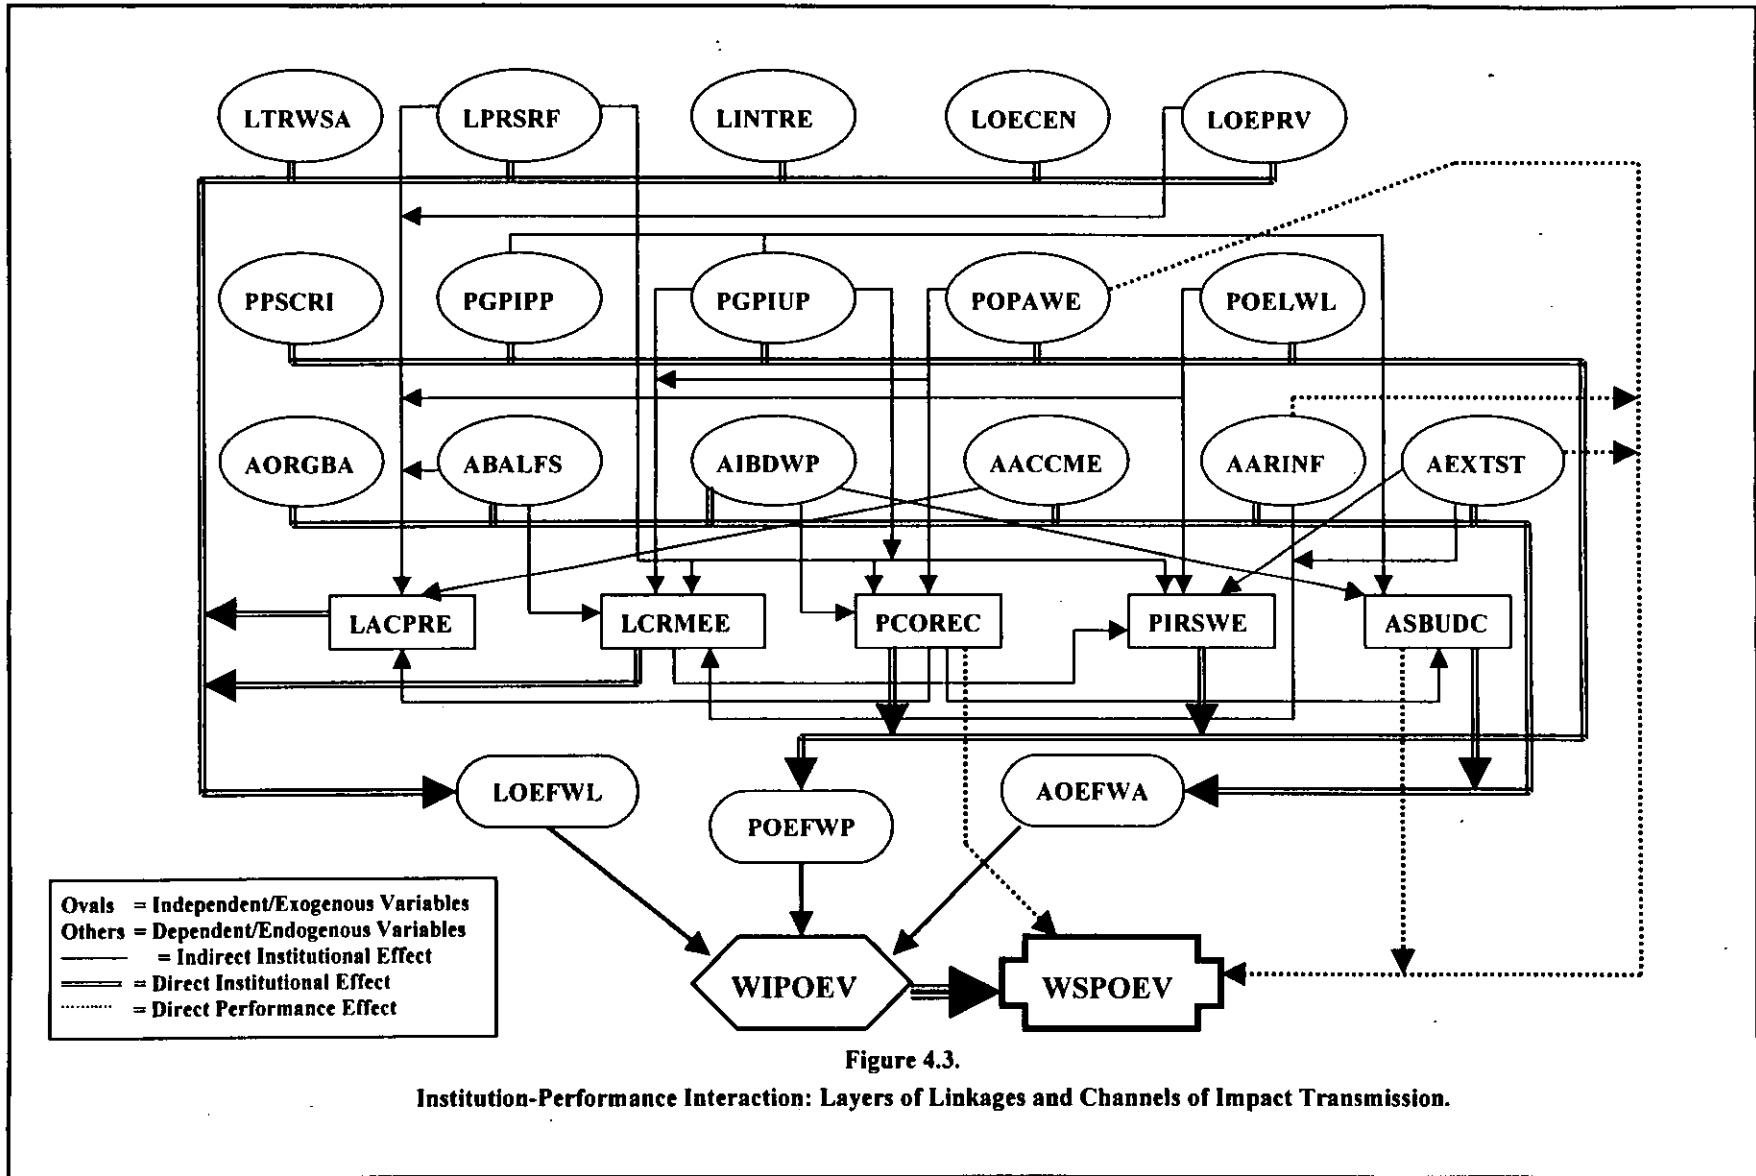 LTRWSA
LPRSRF
LINTRE
LOECEN
LOEPRV
PPSCRI
PGPIPP
PGPIUP
POPAWE
POELWL
AORGBA
ABALFS
AIBDWP
AACCME
AARINF
AEXTST
LACPRE
LCRMEE
PCOREC
PIRSWE
ASBUDC
LOEFWL
POEFWP
AOEFWA
Ovals = Independent/Exogenous Variables
Others = Dependent/Endogenous Variables
= Indirect Institutional Effect
= Direct Institutional Effect
= Direct Performance Effect
WIPOEV
WSPOEV
Figure 4.3.
Institution-Performance Interaction: Layers of Linkages and Channels of Impact Transmission.